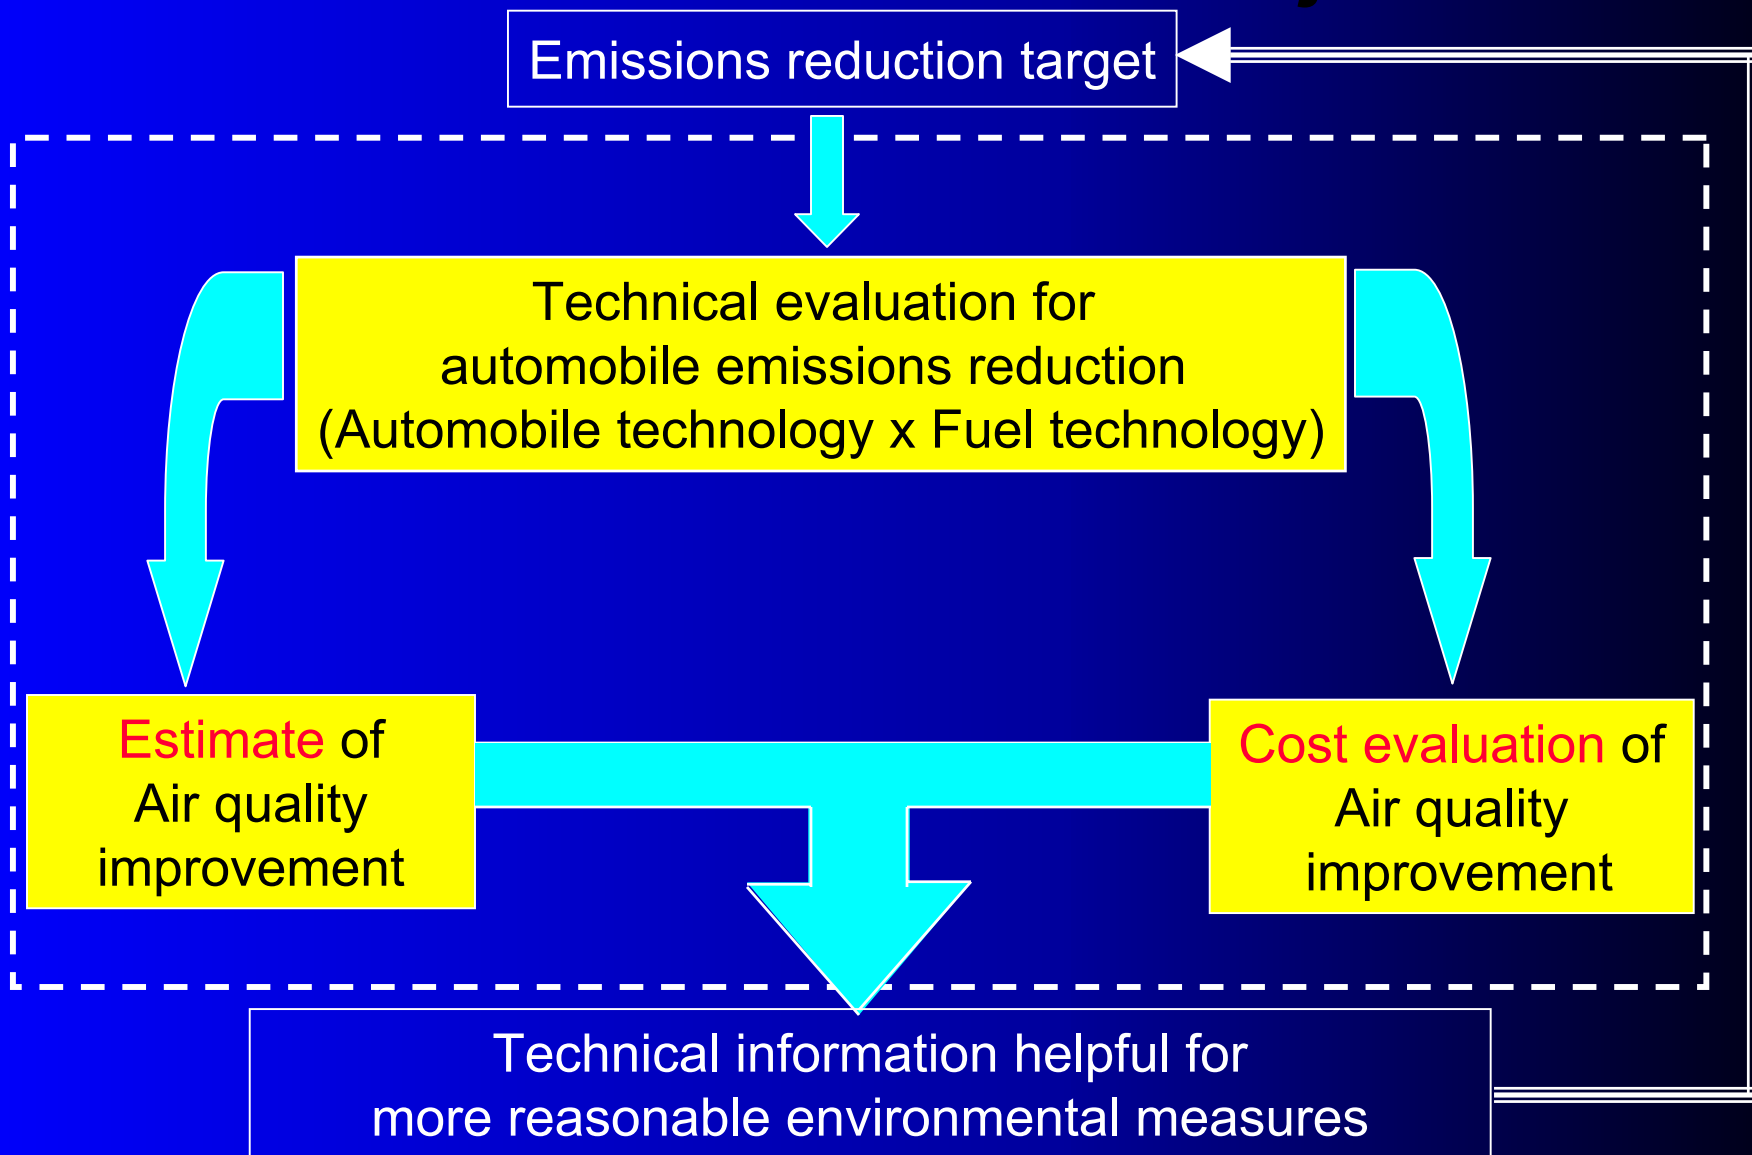 Emissions reduction target
Technical evaluation for
automobile emissions reduction
(Automobile technology x Fuel technology)
Estimate of
Air quality
improvement
Cost evaluation of
Air quality
improvement
Technical information helpful for
more reasonable environmental measures